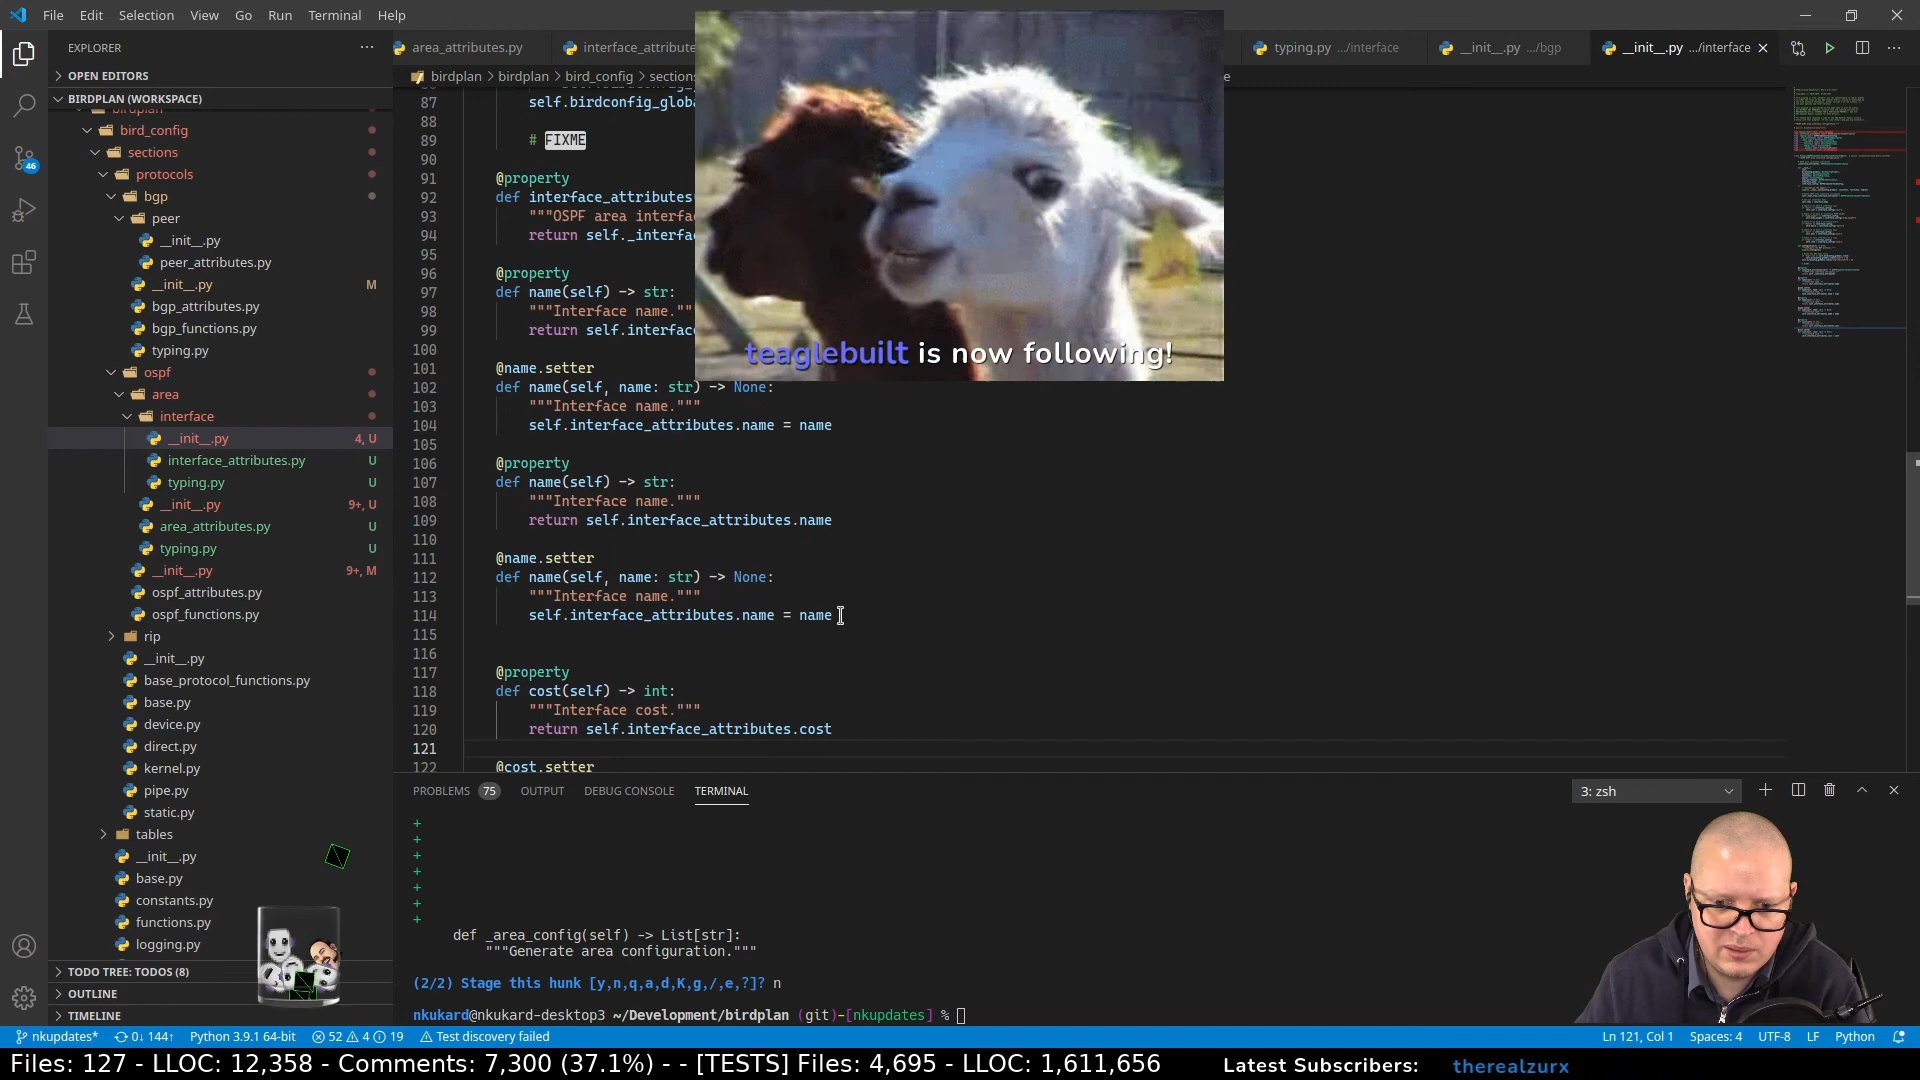 File Edit Selection View Go Run Terminal Help
EXPLORER
area_attributes.py
interface_attribute
typing.py .../interface
__init__.py .../bgp
__init__.py .../interface
OPEN EDITORS
BIRDPLAN (WORKSPACE)
birdplan
bird_config
sections
protocols
bgp
peer
__init__.py
peer_attributes.py
__init__.py M
bgp_attributes.py
bgp_functions.py
typing.py
ospf
area
interface
__init__.py 4, U
interface_attributes.py U
typing.py U
__init__.py 9+, U
area_attributes.py U
typing.py U
__init__.py 9+, M
ospf_attributes.py
ospf_functions.py
rip
__init__.py
base_protocol_functions.py
base.py
device.py
direct.py
kernel.py
pipe.py
static.py
tables
__init__.py
base.py
constants.py
functions.py
logging.py
TODO TREE: TODOS (8)
OUTLINE
TIMELINE
46
birdplan > birdplan > bird_config > sections
e
87 self.birdconfig_globa
88
89 # FIXME
90
91 @property
92 def interface_attributes(
93 """OSPF area interfac
94 return self._interfac
95
96 @property
97 def name(self) -> str:
98 """Interface name."""
99 return self.interfac
100
101 @name.setter
102 def name(self, name: str) -> None:
103 """Interface name."""
104 self.interface_attributes.name = name
105
106 @property
107 def name(self) -> str:
108 """Interface name."""
109 return self.interface_attributes.name
110
111 @name.setter
112 def name(self, name: str) -> None:
113 """Interface name."""
114 self.interface_attributes.name = name
115
116
117 @property
118 def cost(self) -> int:
119 """Interface cost."""
120 return self.interface_attributes.cost
121
122 @cost.setter
teaglebuilt is now following!
PROBLEMS 75 OUTPUT DEBUG CONSOLE TERMINAL
3: zsh
+
+
+
+
+
+
+
def _area_config(self) -> List[str]:
"""Generate area configuration."""
(2/2) Stage this hunk [y,n,q,a,d,K,g,/,e,?]? n
nkukard@nkukard-desktop3 ~/Development/birdplan (git)-[nkupdates] %
nkupdates* 0↓ 144↑ Python 3.9.1 64-bit 52 4 19 Test discovery failed
Ln 121, Col 1 Spaces: 4 UTF-8 LF Python
Files: 127 - LLOC: 12,358 - Comments: 7,300 (37.1%) - - [TESTS] Files: 4,695 - LLOC: 1,611,656
Latest Subscribers: therealzurx